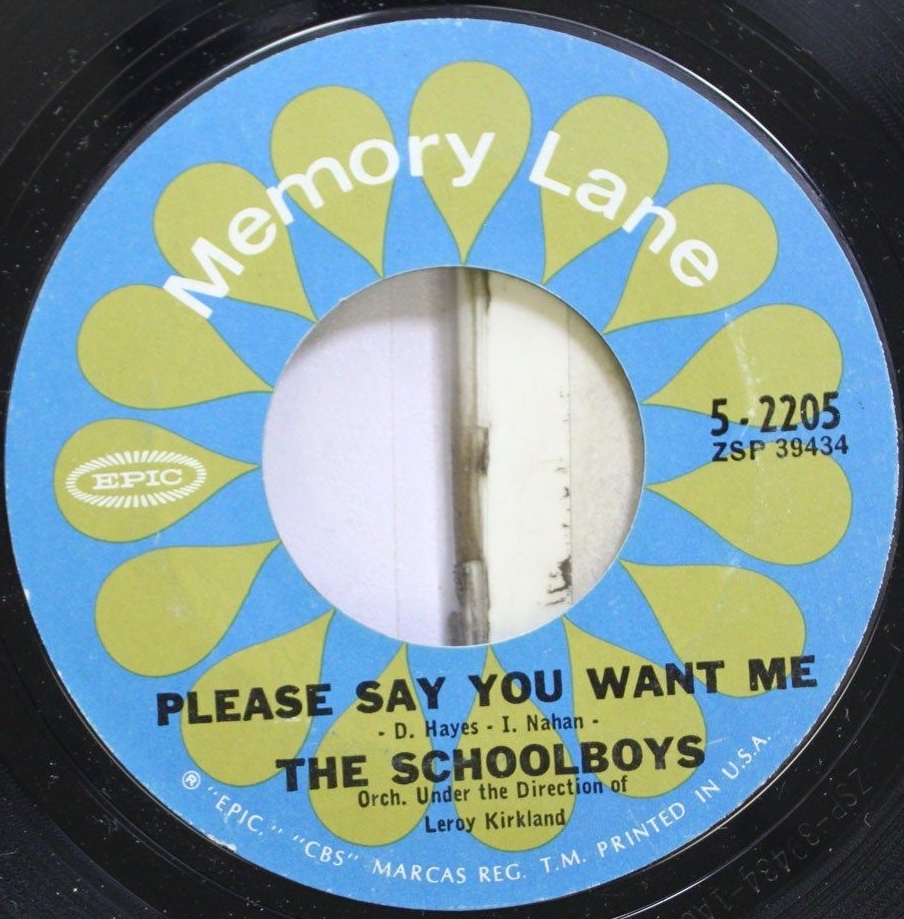 Memory Lane
5-2205
ZSP 39434
EPIC
PLEASE SAY YOU WANT ME
- D. Hayes - I. Nahan -
THE SCHOOLBOYS
Orch. Under the Direction of
Leroy Kirkland
® "EPIC," "CBS" MARCAS REG. T.M. PRINTED IN U.S.A.